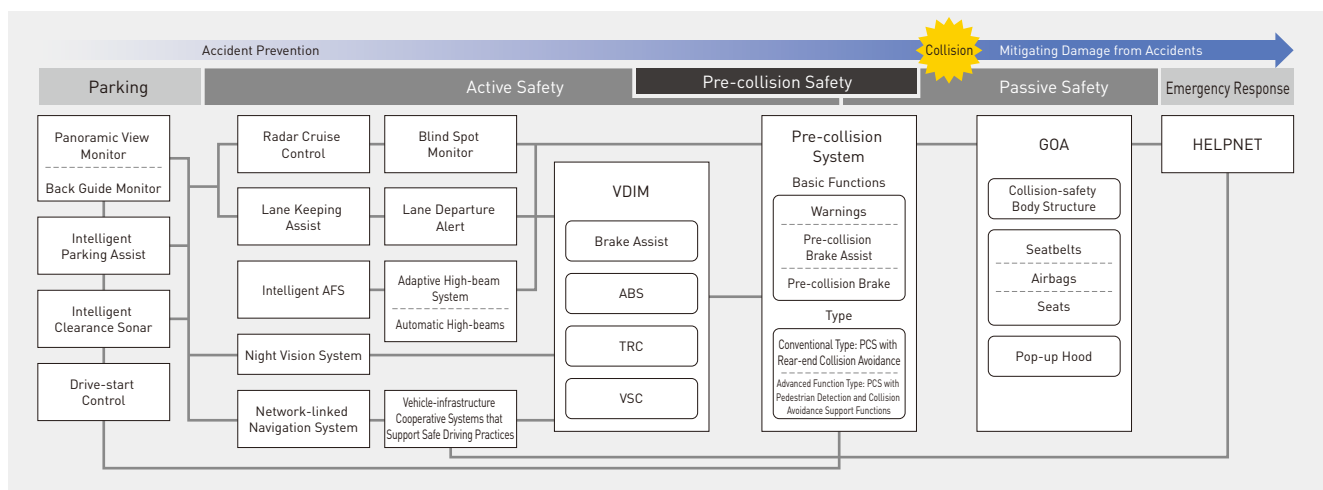 Accident Prevention
Collision
Mitigating Damage from Accidents
Parking
Active Safety
Pre-collision Safety
Passive Safety
Emergency Response
Panoramic View
Monitor
Back Guide Monitor
Intelligent
Parking Assist
Intelligent
Clearance Sonar
Drive-start
Control
Radar Cruise
Control
Blind Spot
Monitor
Lane Keeping
Assist
Lane Departure
Alert
Intelligent AFS
Adaptive High-beam
System
Automatic High-beams
Night Vision System
Network-linked
Navigation System
Vehicle-infrastructure
Cooperative Systems that
Support Safe Driving Practices
VDIM
Brake Assist
ABS
TRC
VSC
Pre-collision
System
Basic Functions
Warnings
Pre-collision
Brake Assist
Pre-collision Brake
Type
Conventional Type: PCS with
Rear-end Collision Avoidance
Advanced Function Type: PCS with
Pedestrian Detection and Collision
Avoidance Support Functions
GOA
Collision-safety
Body Structure
Seatbelts
Airbags
Seats
Pop-up Hood
HELPNET